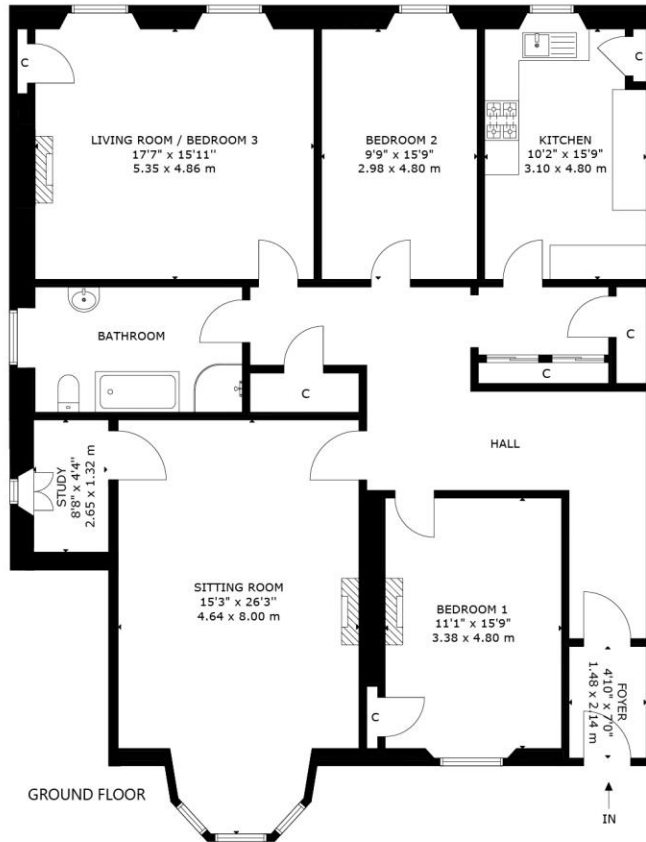 C
LIVING ROOM / BEDROOM 3
17'7" x 15'11"
5.35 x 4.86 m
BEDROOM 2
9'9" x 15'9"
2.98 x 4.80 m
KITCHEN
10'2" x 15'9"
3.10 x 4.80 m
C
BATHROOM
C
C
C
HALL
STUDY
8'8" x 4'4"
2.65 x 1.32 m
SITTING ROOM
15'3" x 26'3"
4.64 x 8.00 m
BEDROOM 1
11'1" x 15'9"
3.38 x 4.80 m
C
FOYER
4'10" x 7'0"
1.48 x 2.14 m
GROUND FLOOR
IN